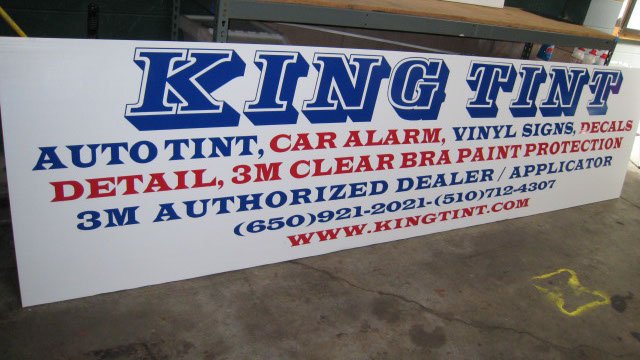 KING TINT
AUTO TINT, CAR ALARM, VINYL SIGNS, DECALS
DETAIL, 3M CLEAR BRA PAINT PROTECTION
3M AUTHORIZED DEALER / APPLICATOR
(650)921-2021-(510)712-4307
WWW.KINGTINT.COM